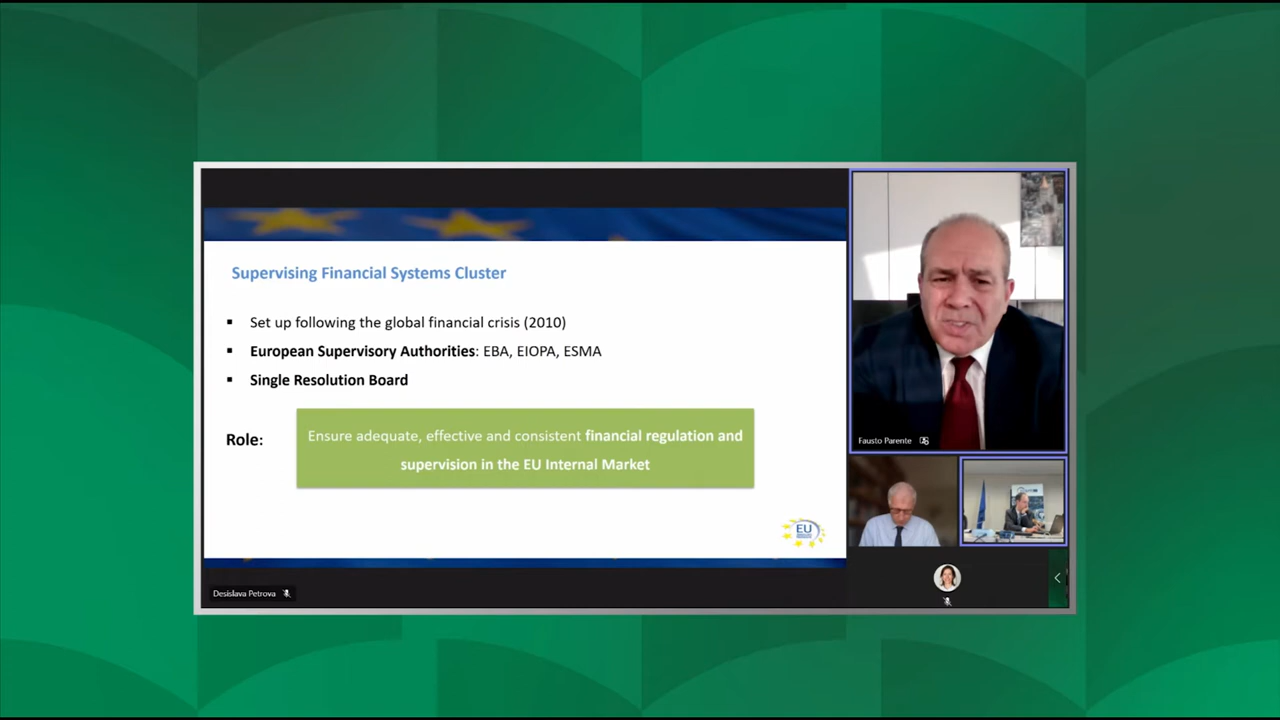 Supervising Financial Systems Cluster
▪ Set up following the global financial crisis (2010)
▪ European Supervisory Authorities: EBA, EIOPA, ESMA
▪ Single Resolution Board
Role:
Ensure adequate, effective and consistent financial regulation and
supervision in the EU Internal Market
EU
Desislava Petrova
Fausto Parente